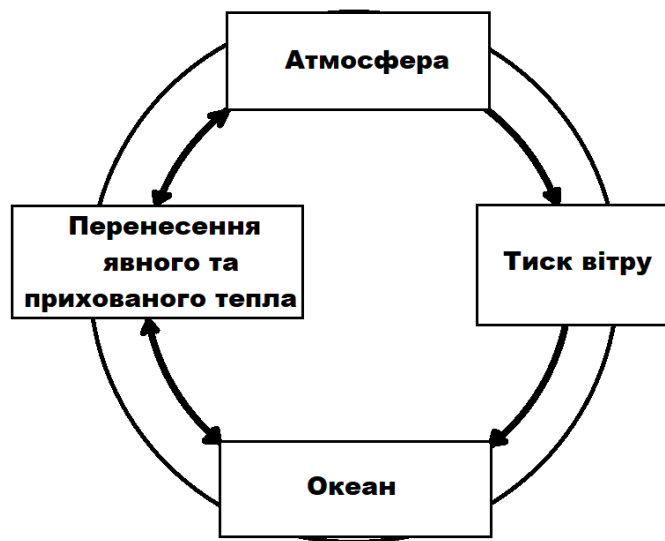 Атмосфера
Перенесення
явного та
прихованого тепла
Тиск вітру
Океан